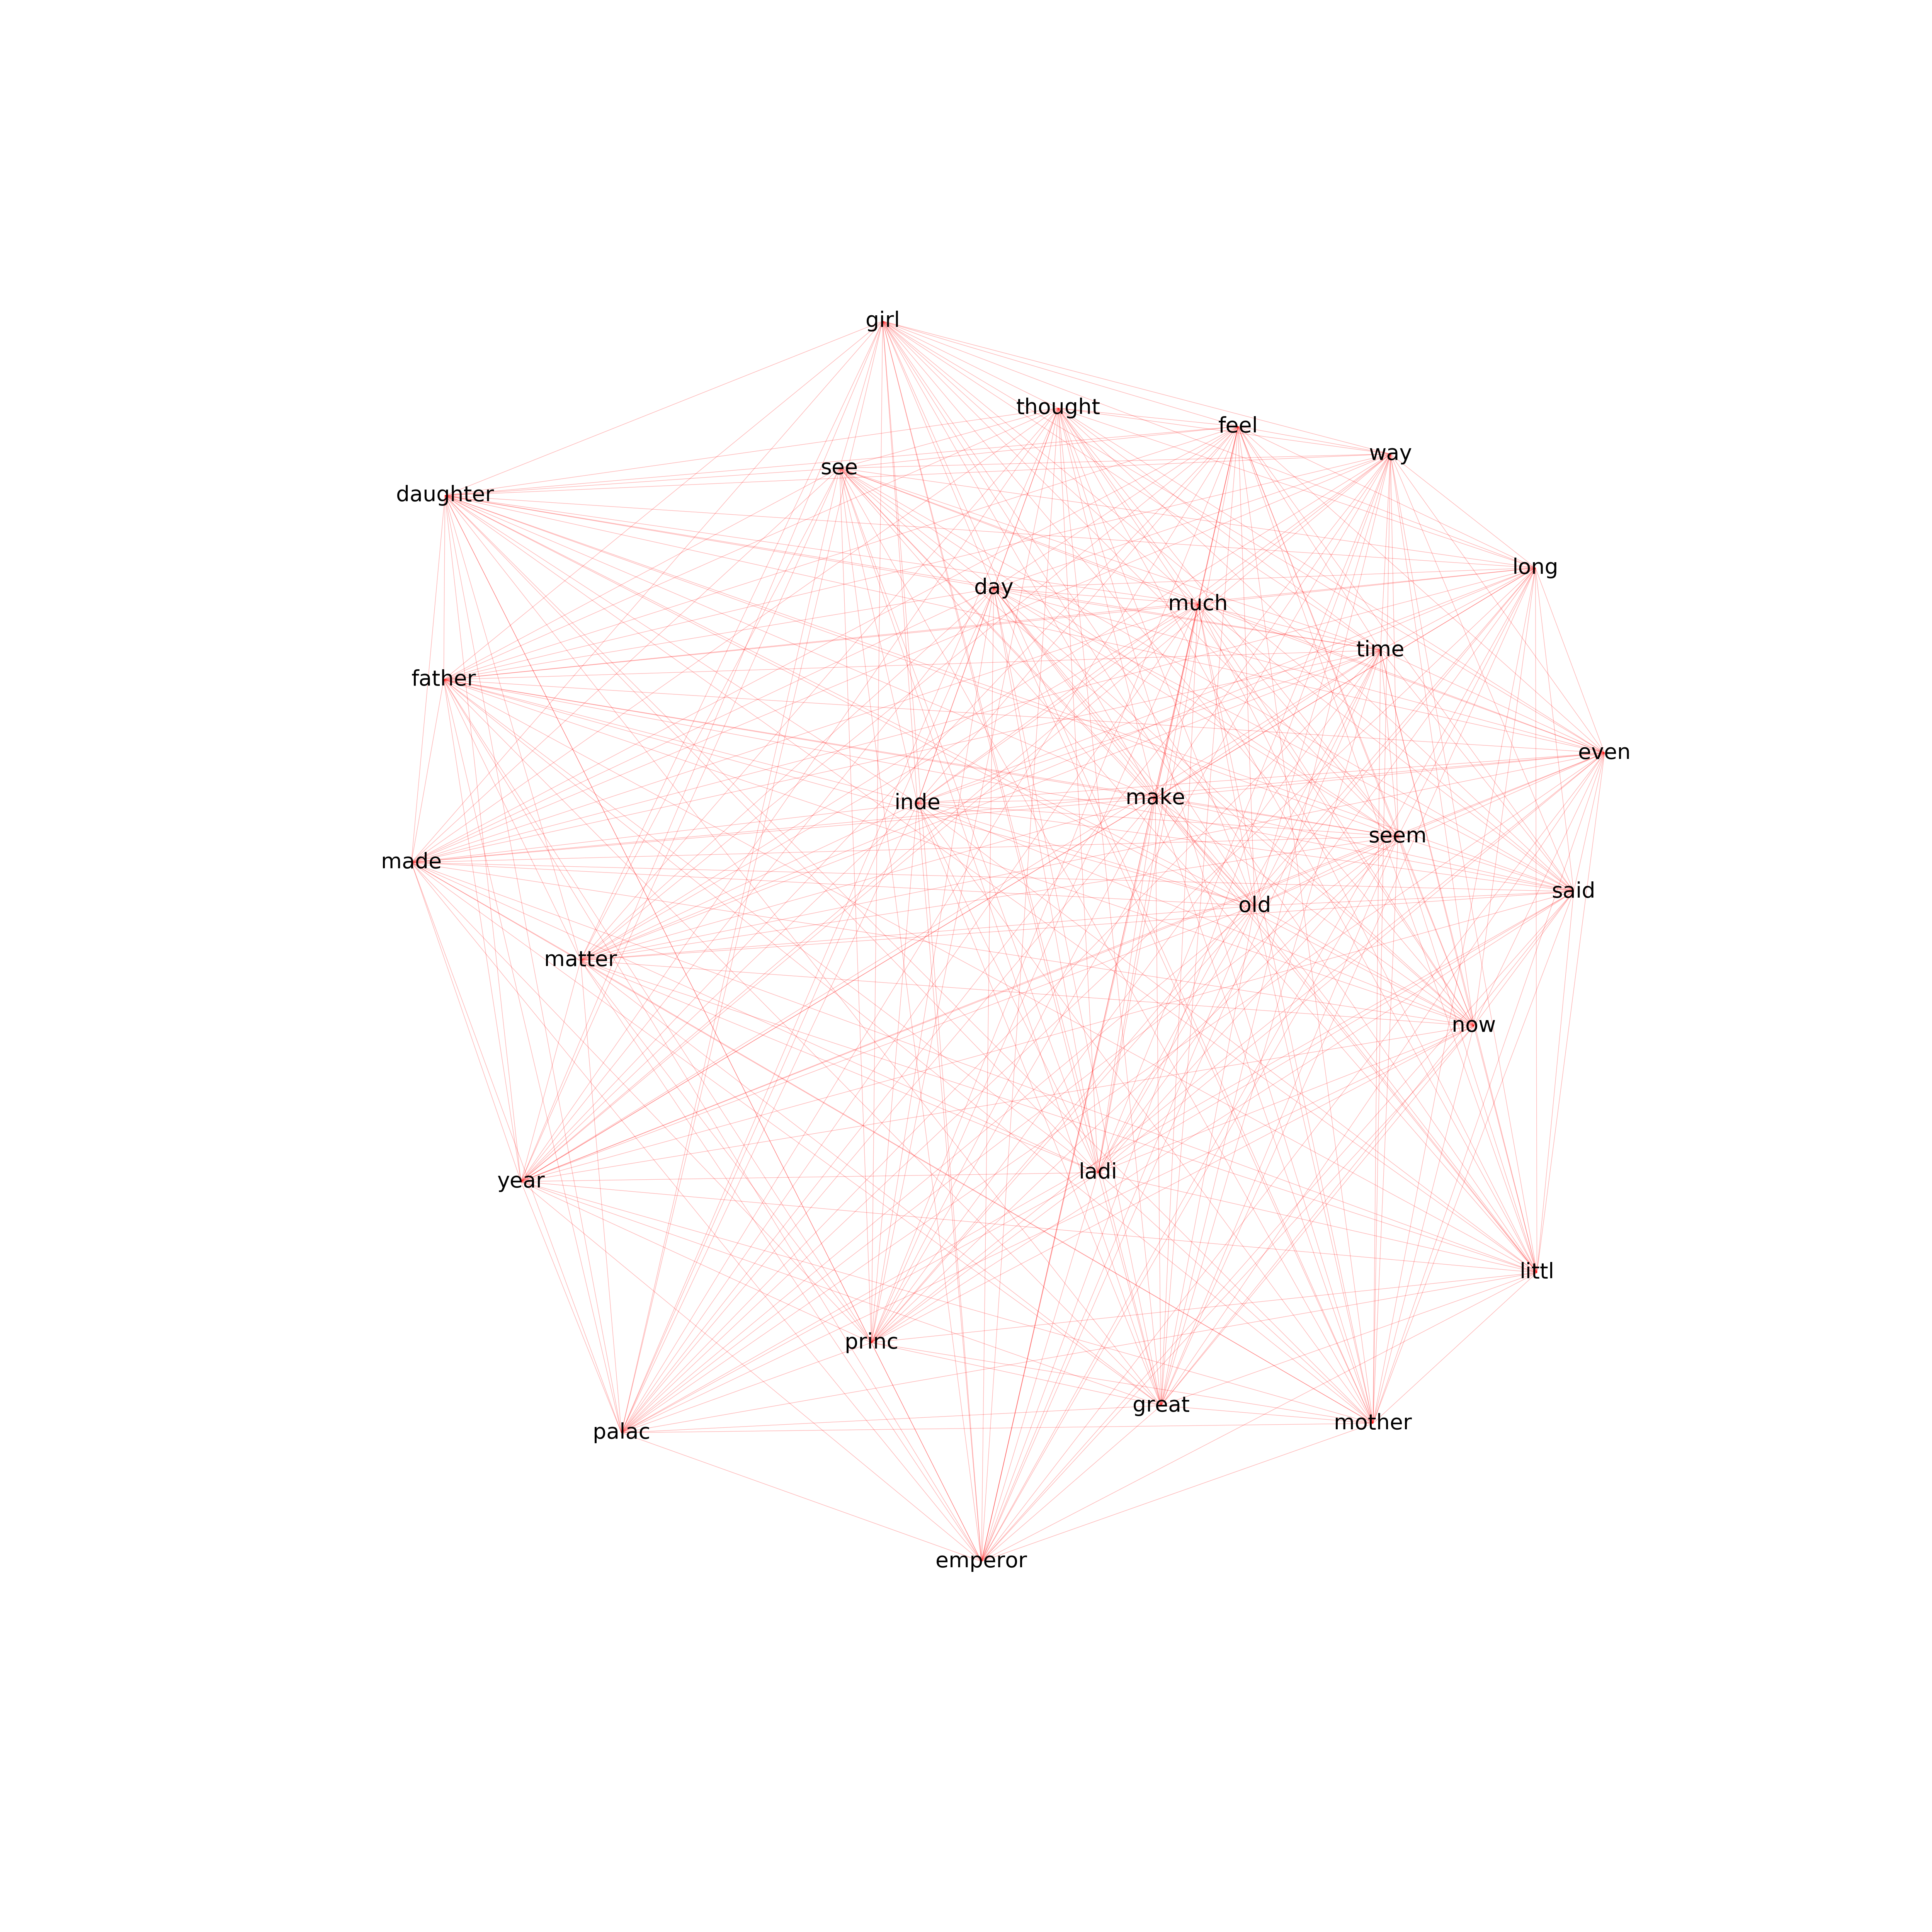 girl
thought
feel
way
see
daughter
long
day
much
time
father
even
make
inde
seem
made
said
old
matter
now
ladi
year
littl
princ
great
mother
palac
emperor